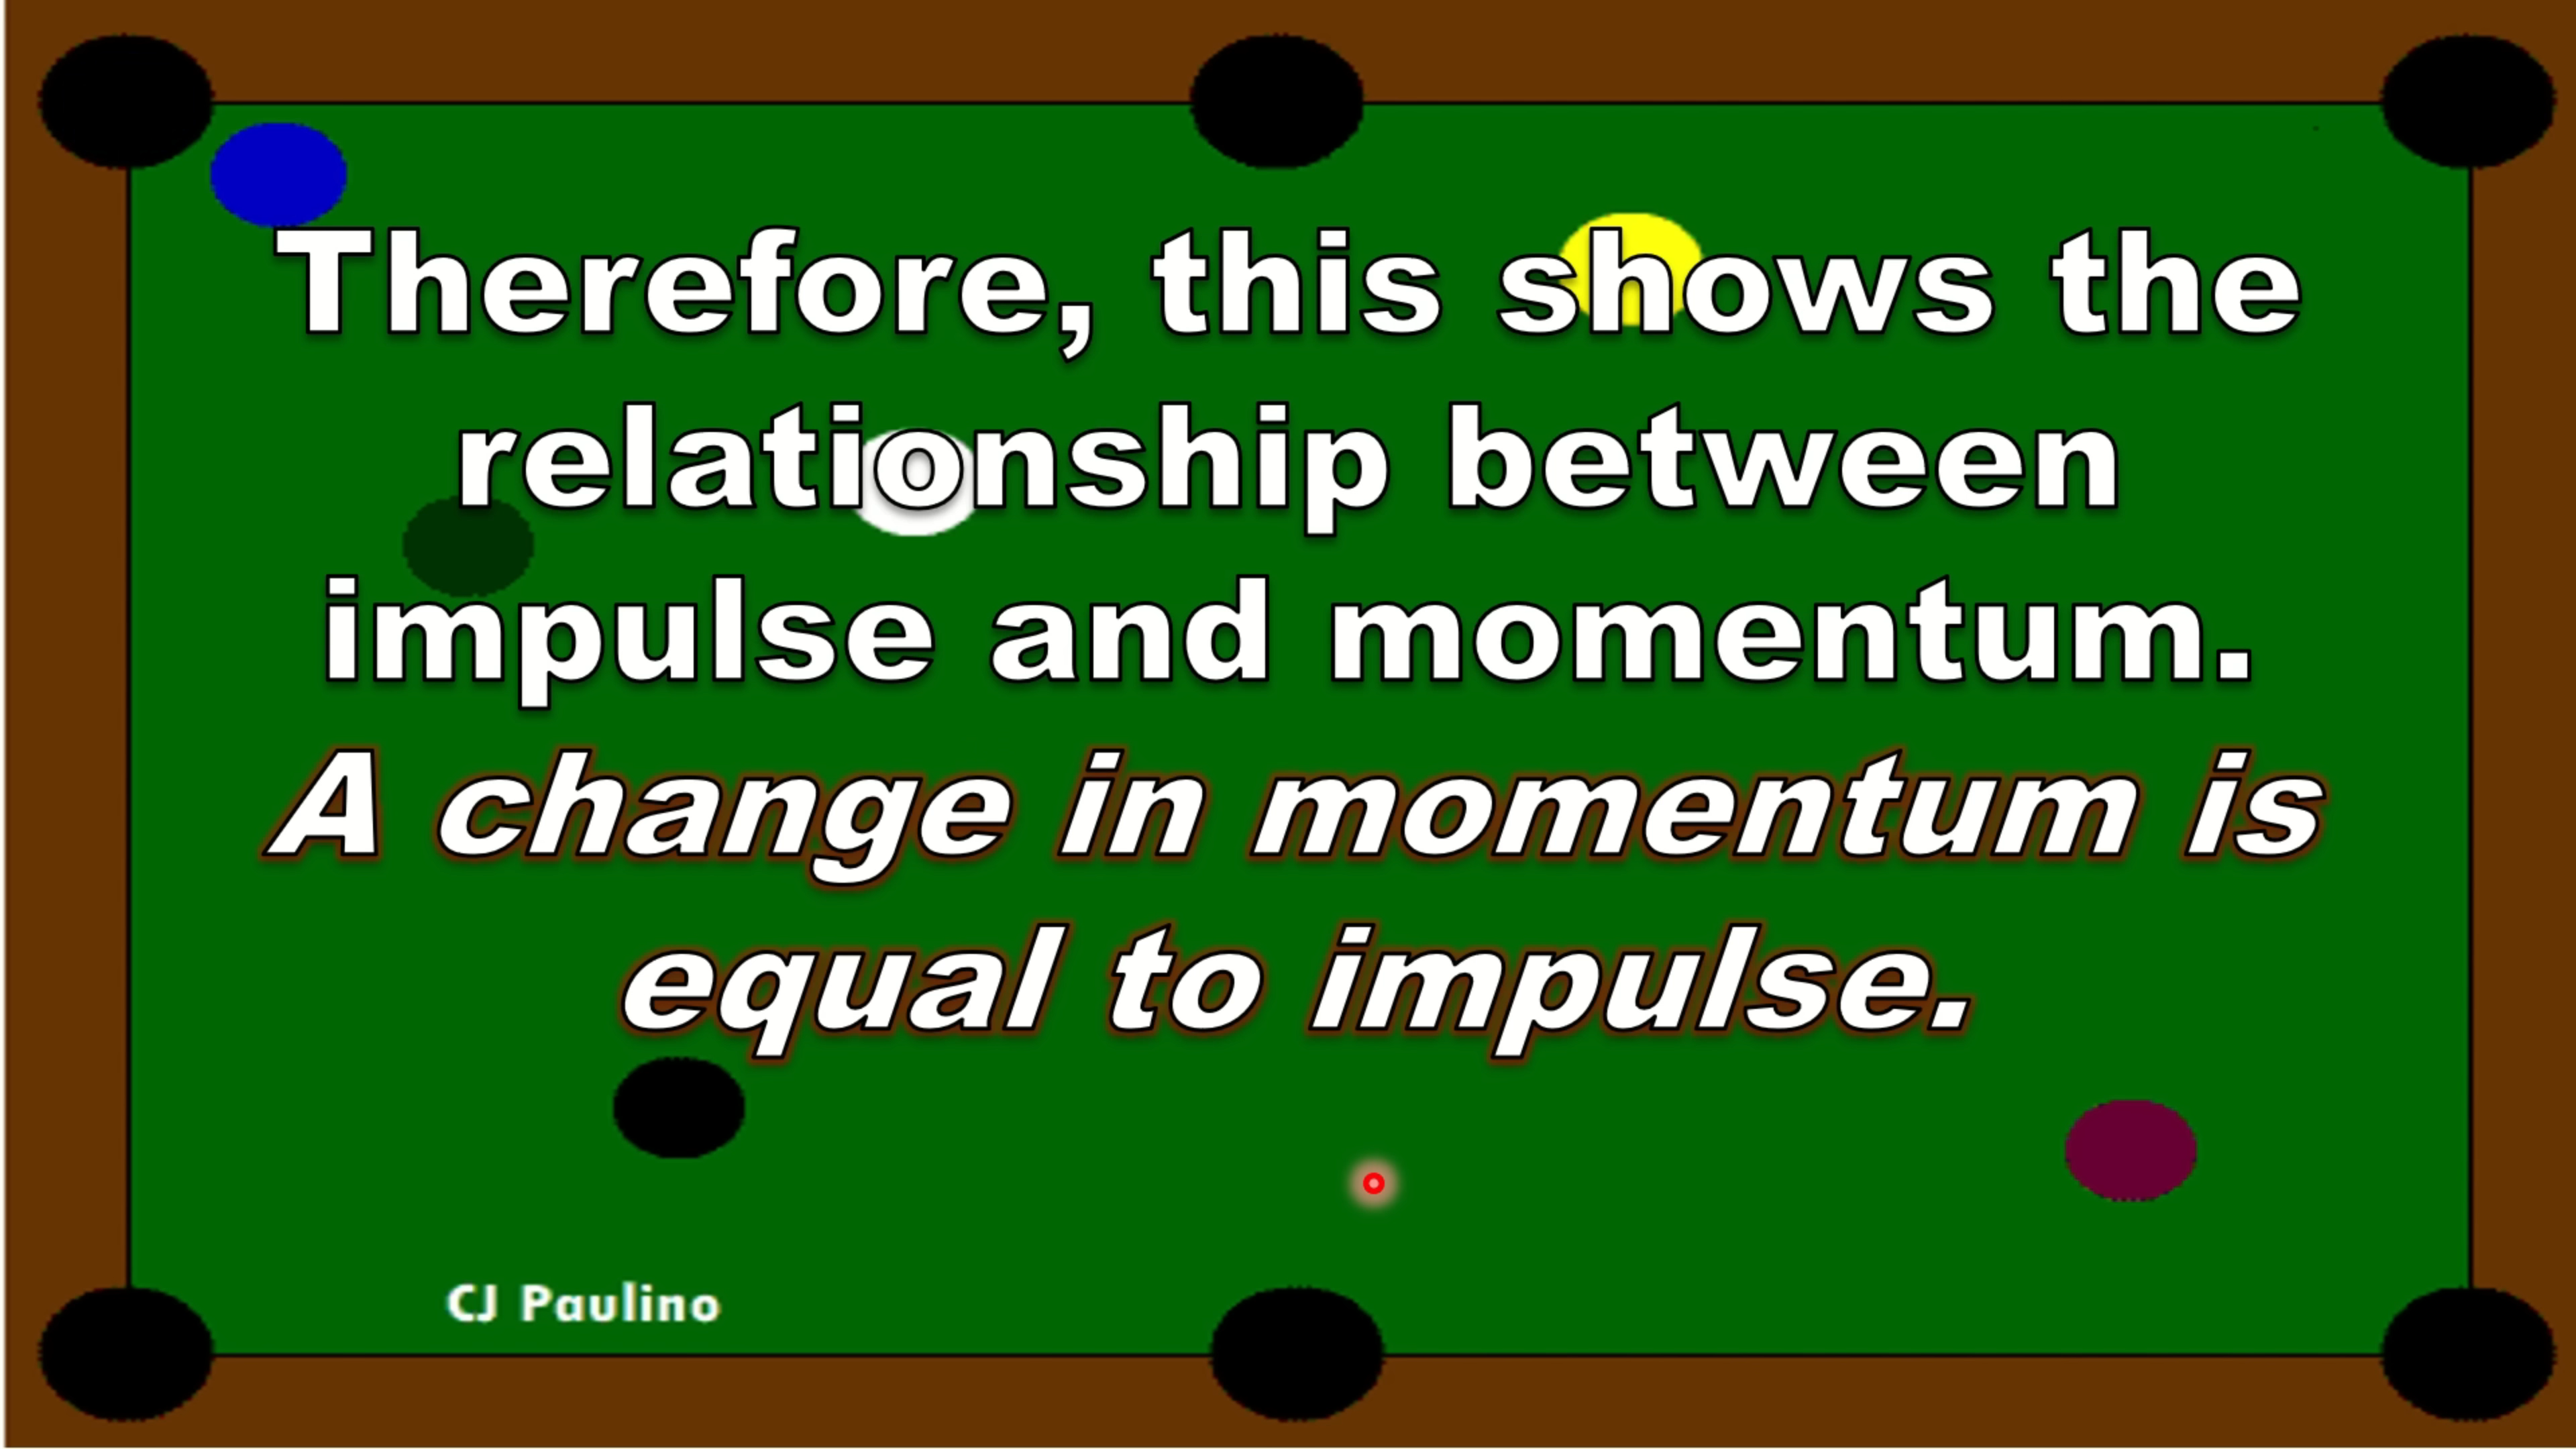 Therefore, this shows the
relationship between
impulse and momentum.
A change in momentum is
equal to impulse.
CJ Paulino